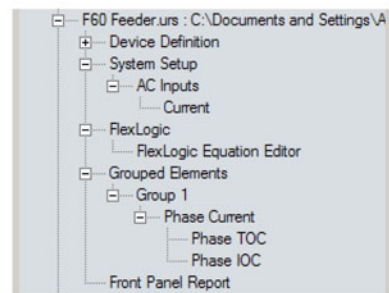 F60 Feeder.urs : C:\Documents and Settings\A
Device Definition
System Setup
AC Inputs
Current
FlexLogic
FlexLogic Equation Editor
Grouped Elements
Group 1
Phase Current
Phase TOC
Phase IOC
Front Panel Report